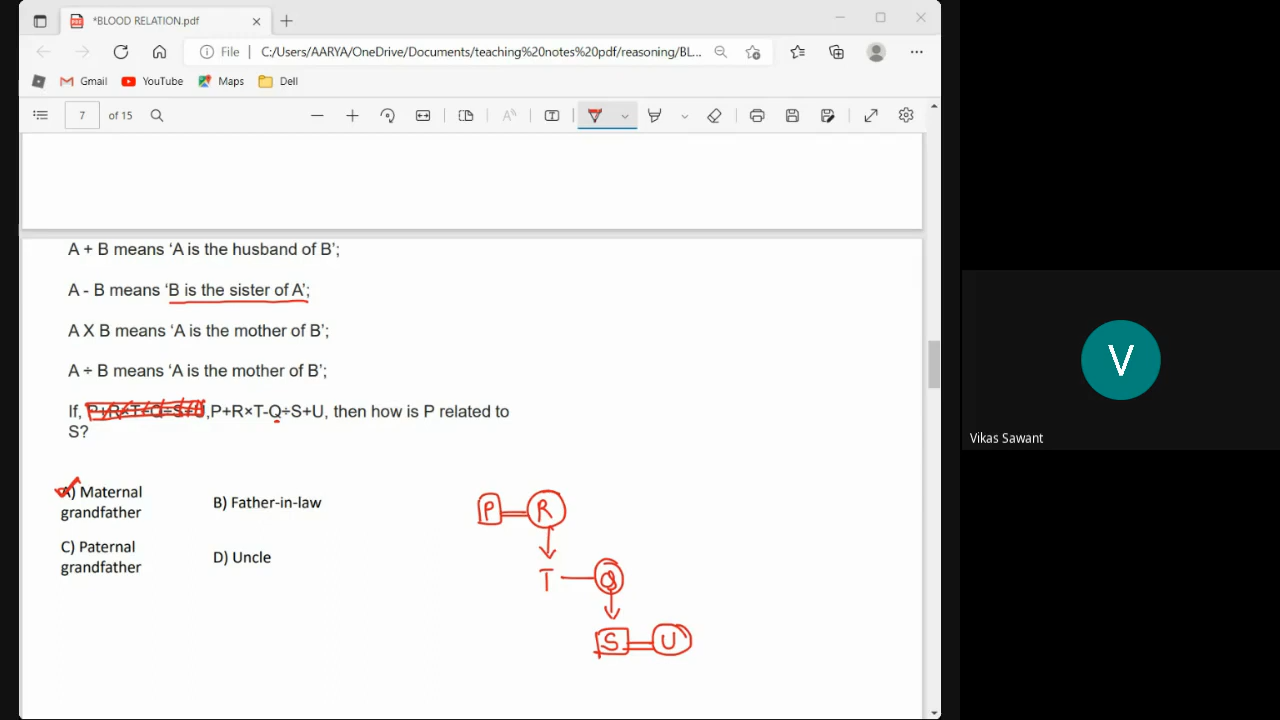 *BLOOD RELATION.pdf
File C:/Users/AARYA/OneDrive/Documents/teaching%20notes%20pdf/reasoning/BL...
Gmail YouTube Maps Dell
7 of 15
A + B means ‘A is the husband of B’;
A - B means ‘B is the sister of A’;
A X B means ‘A is the mother of B’;
A ÷ B means ‘A is the mother of B’;
If, P+R×T-Q÷S+U,P+R×T-Q÷S+U, then how is P related to
S?
A) Maternal
grandfather
B) Father-in-law
C) Paternal
grandfather
D) Uncle
P R
T Q
S U
V
Vikas Sawant